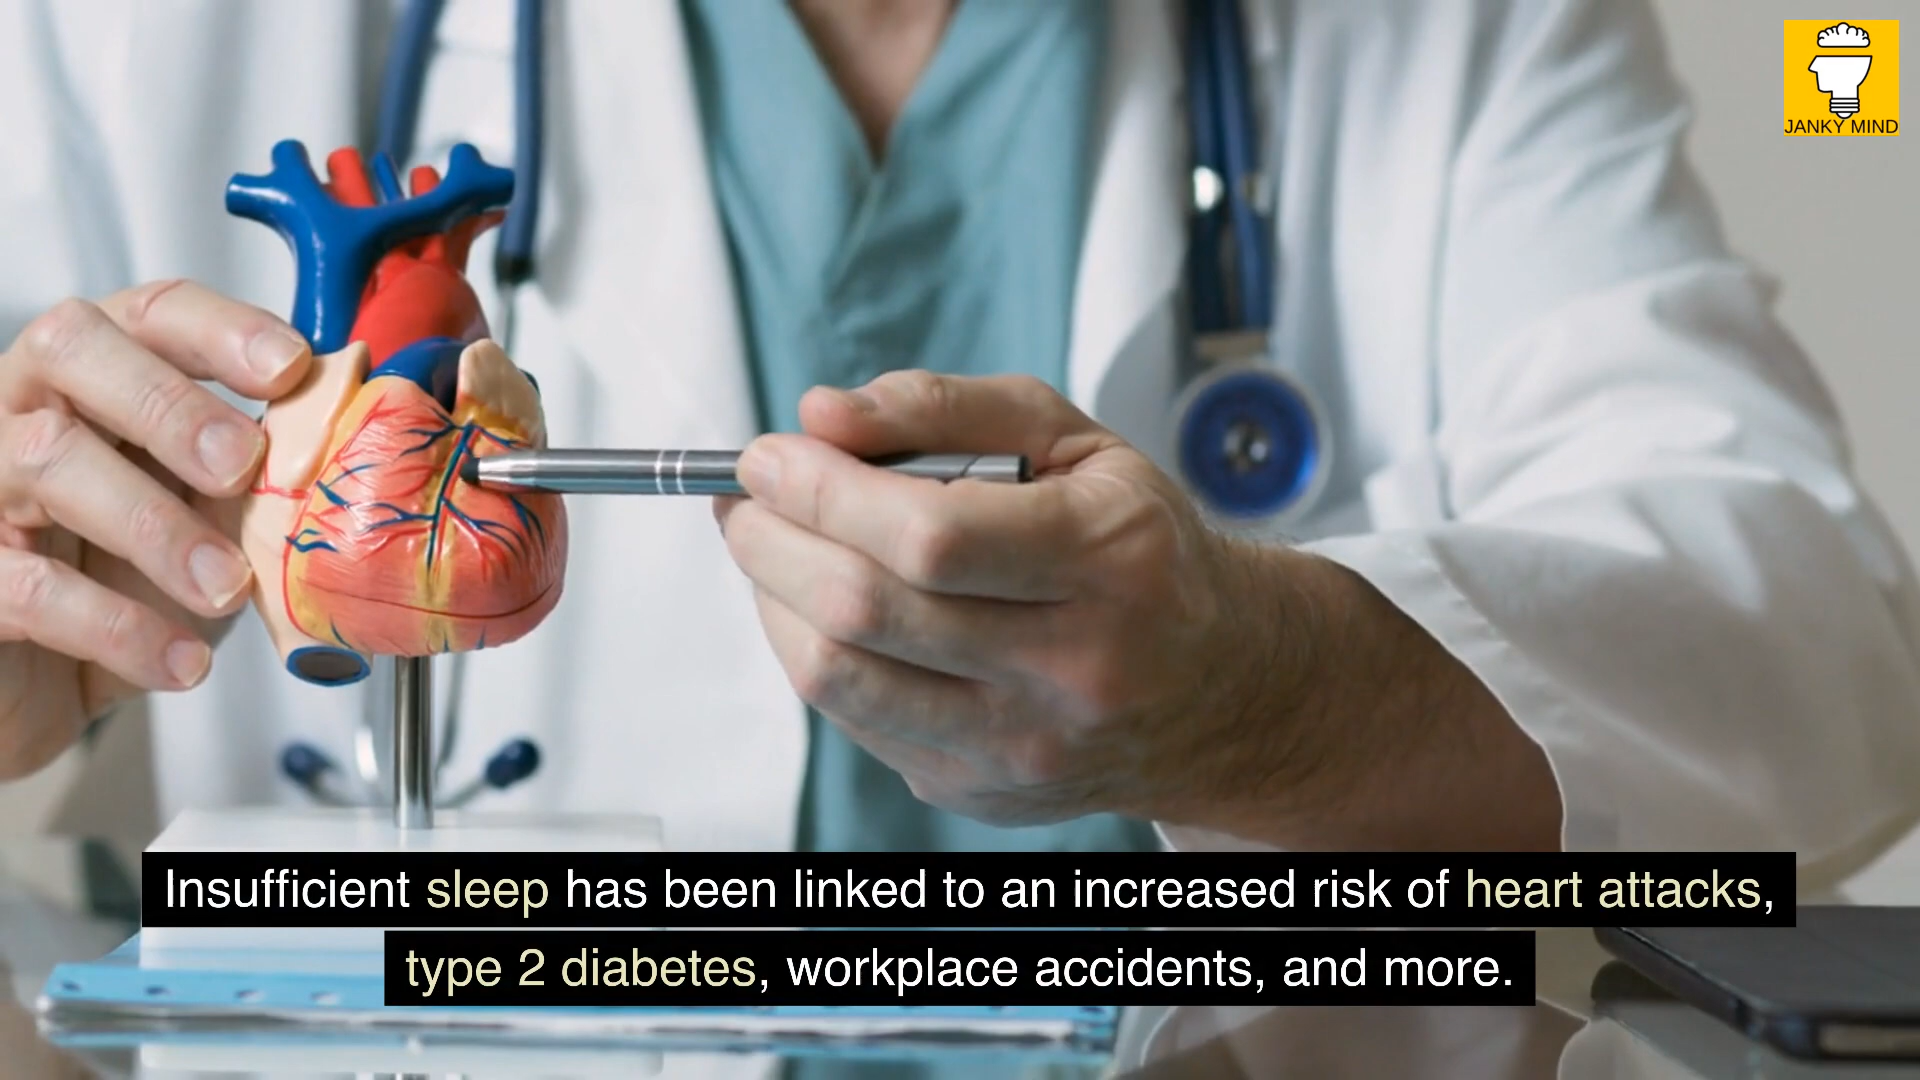 JANKY MIND
Insufficient sleep has been linked to an increased risk of heart attacks,
type 2 diabetes, workplace accidents, and more.